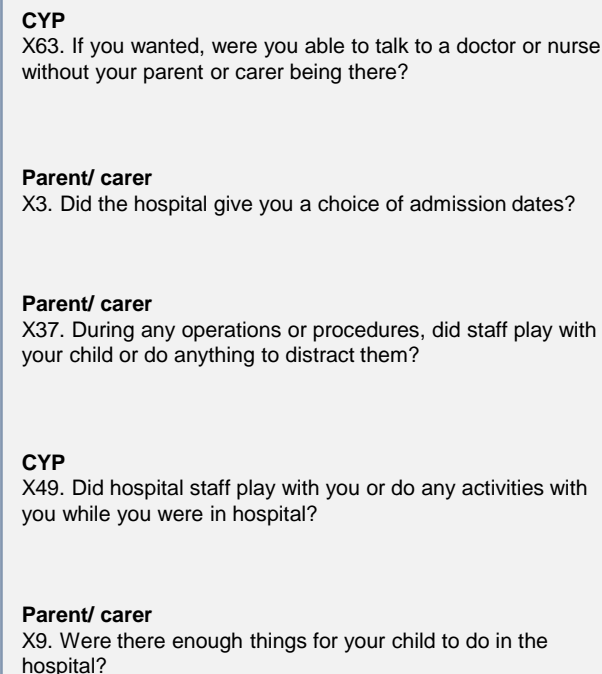 CYP
X63. If you wanted, were you able to talk to a doctor or nurse
without your parent or carer being there?
Parent/ carer
X3. Did the hospital give you a choice of admission dates?
Parent/ carer
X37. During any operations or procedures, did staff play with
your child or do anything to distract them?
CYP
X49. Did hospital staff play with you or do any activities with
you while you were in hospital?
Parent/ carer
X9. Were there enough things for your child to do in the
hospital?